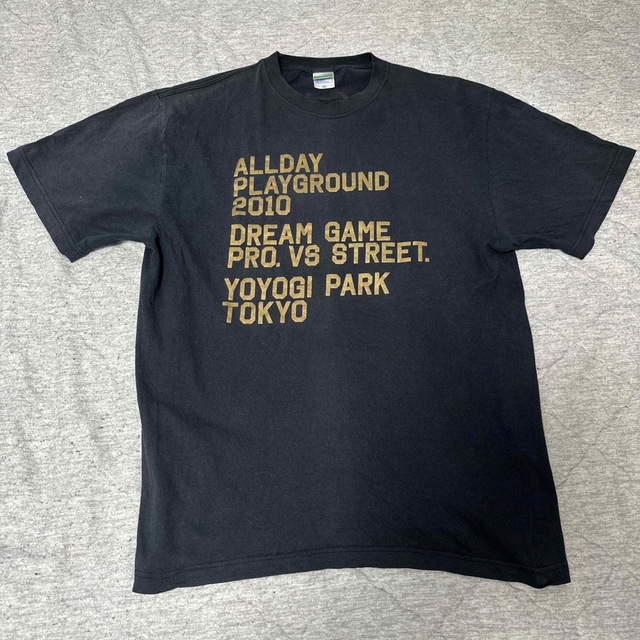 ALLDAY
PLAYGROUND
2010
DREAM GAME
PRO. VS STREET.
YOYOGI PARK
TOKYO